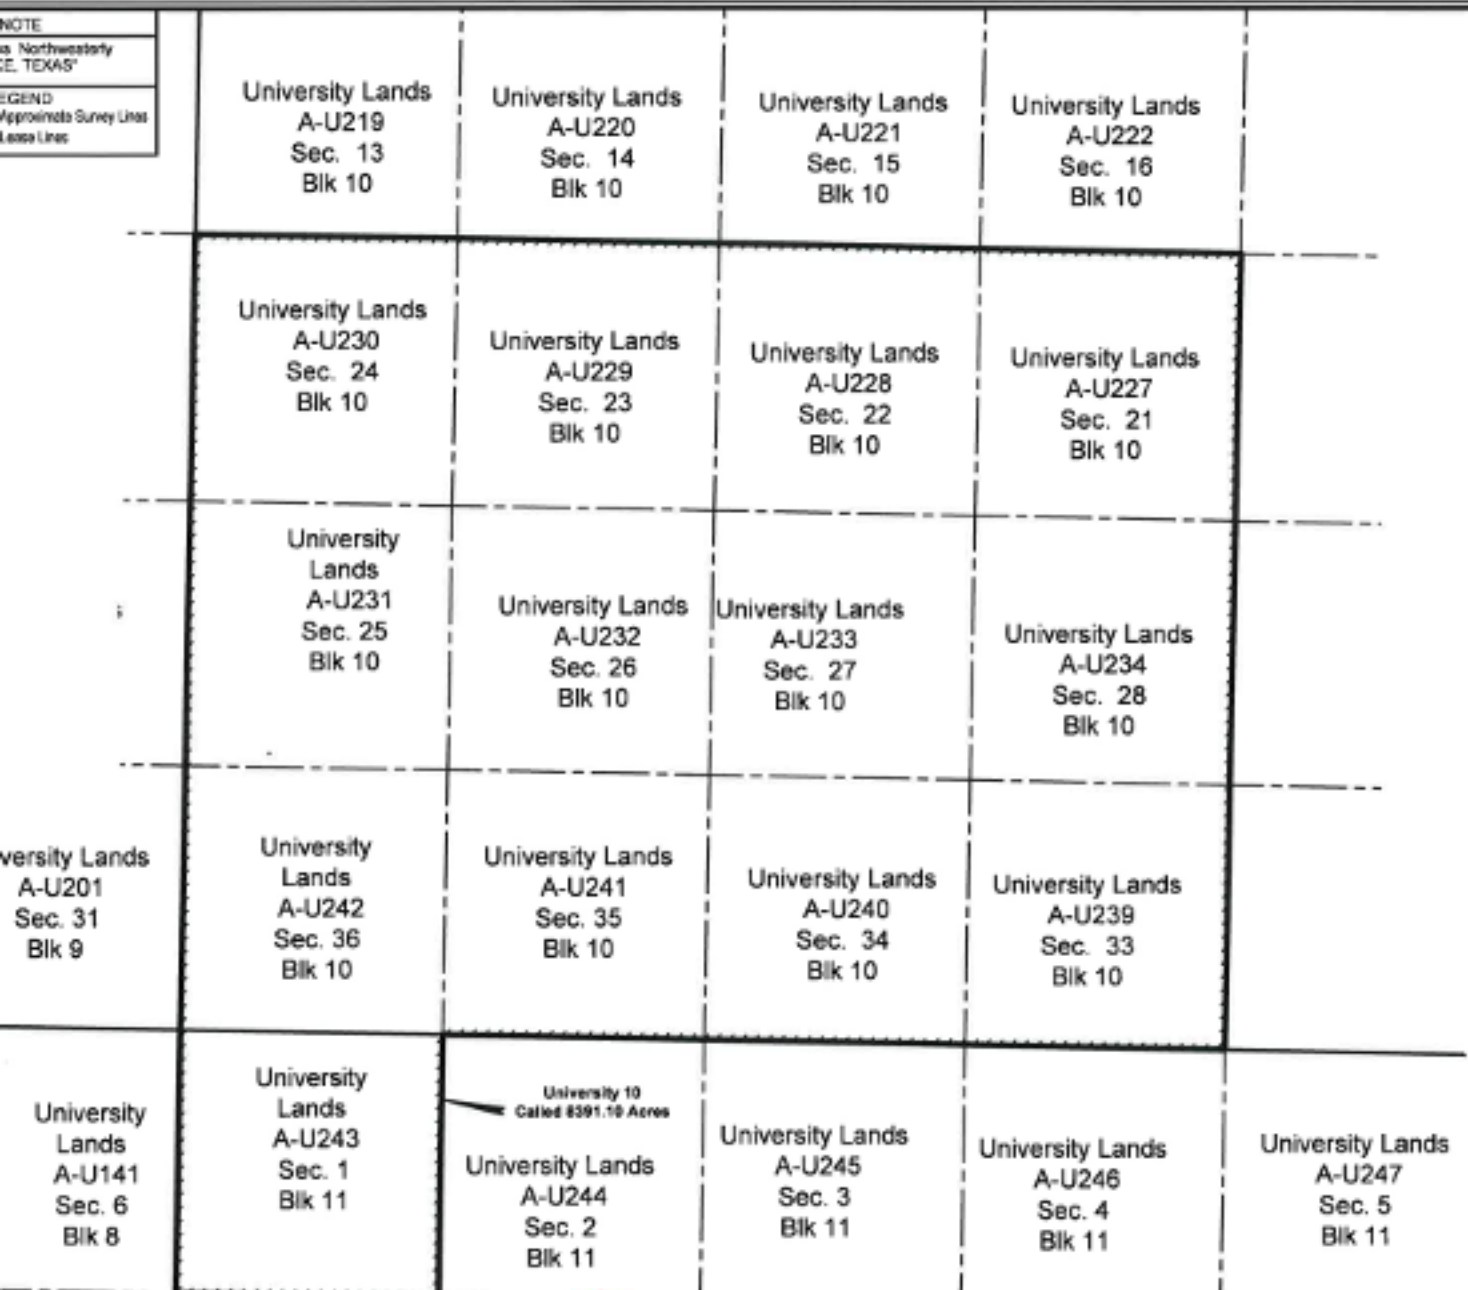 NOTE
Northwesterly
TEXAS"
EGEND
Approximate Survey Lines
Lease Lines
University Lands
A-U219
Sec. 13
Blk 10
University Lands
A-U220
Sec. 14
Blk 10
University Lands
A-U221
Sec. 15
Blk 10
University Lands
A-U222
Sec. 16
Blk 10
University Lands
A-U230
Sec. 24
Blk 10
University Lands
A-U229
Sec. 23
Blk 10
University Lands
A-U228
Sec. 22
Blk 10
University Lands
A-U227
Sec. 21
Blk 10
University
Lands
A-U231
Sec. 25
Blk 10
University Lands
A-U232
Sec. 26
Blk 10
University Lands
A-U233
Sec. 27
Blk 10
University Lands
A-U234
Sec. 28
Blk 10
versity Lands
A-U201
Sec. 31
Blk 9
University
Lands
A-U242
Sec. 36
Blk 10
University Lands
A-U241
Sec. 35
Blk 10
University Lands
A-U240
Sec. 34
Blk 10
University Lands
A-U239
Sec. 33
Blk 10
University
Lands
A-U141
Sec. 6
Blk 8
University
Lands
A-U243
Sec. 1
Blk 11
University 10
Called 8391.10 Acres
University Lands
A-U244
Sec. 2
Blk 11
University Lands
A-U245
Sec. 3
Blk 11
University Lands
A-U246
Sec. 4
Blk 11
University Lands
A-U247
Sec. 5
Blk 11